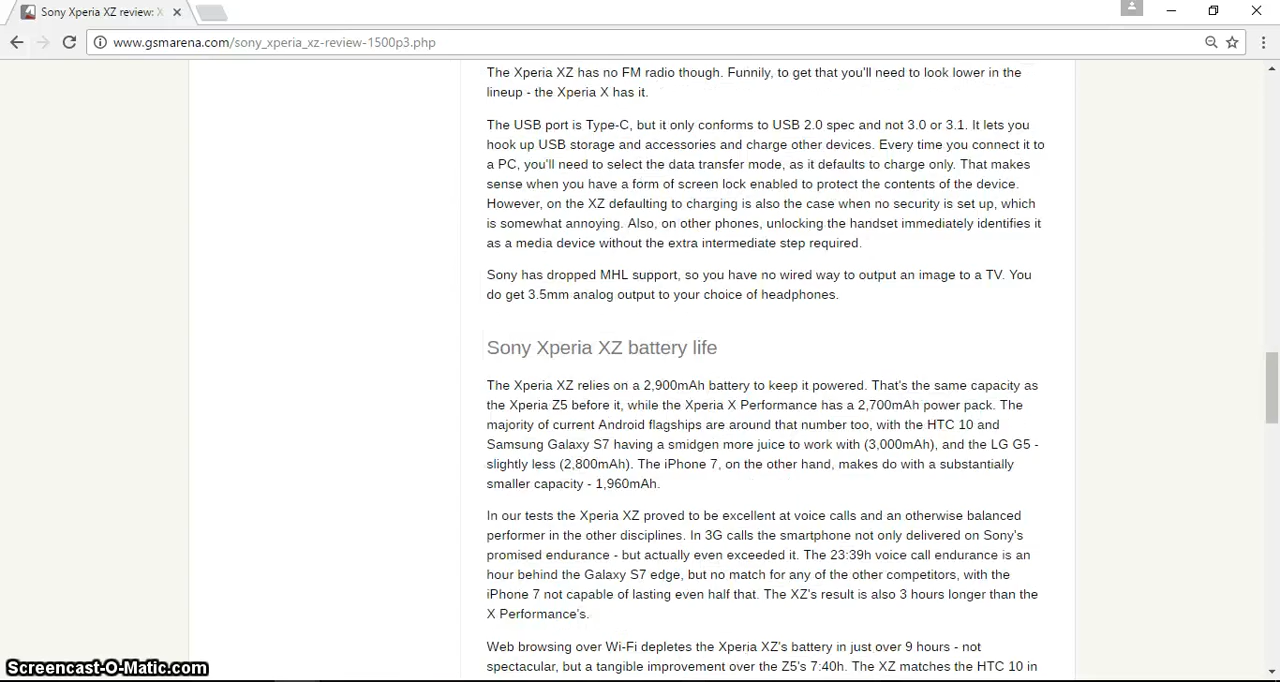 Sony Xperia XZ review: X
www.gsmarena.com/sony_xperia_xz-review-1500p3.php
The Xperia XZ has no FM radio though. Funnily, to get that you'll need to look lower in the
lineup - the Xperia X has it.
The USB port is Type-C, but it only conforms to USB 2.0 spec and not 3.0 or 3.1. It lets you
hook up USB storage and accessories and charge other devices. Every time you connect it to
a PC, you'll need to select the data transfer mode, as it defaults to charge only. That makes
sense when you have a form of screen lock enabled to protect the contents of the device.
However, on the XZ defaulting to charging is also the case when no security is set up, which
is somewhat annoying. Also, on other phones, unlocking the handset immediately identifies it
as a media device without the extra intermediate step required.
Sony has dropped MHL support, so you have no wired way to output an image to a TV. You
do get 3.5mm analog output to your choice of headphones.
Sony Xperia XZ battery life
The Xperia XZ relies on a 2,900mAh battery to keep it powered. That's the same capacity as
the Xperia Z5 before it, while the Xperia X Performance has a 2,700mAh power pack. The
majority of current Android flagships are around that number too, with the HTC 10 and
Samsung Galaxy S7 having a smidgen more juice to work with (3,000mAh), and the LG G5 -
slightly less (2,800mAh). The iPhone 7, on the other hand, makes do with a substantially
smaller capacity - 1,960mAh.
In our tests the Xperia XZ proved to be excellent at voice calls and an otherwise balanced
performer in the other disciplines. In 3G calls the smartphone not only delivered on Sony's
promised endurance - but actually even exceeded it. The 23:39h voice call endurance is an
hour behind the Galaxy S7 edge, but no match for any of the other competitors, with the
iPhone 7 not capable of lasting even half that. The XZ's result is also 3 hours longer than the
X Performance's.
Web browsing over Wi-Fi depletes the Xperia XZ's battery in just over 9 hours - not
spectacular, but a tangible improvement over the Z5'S 7:40h. The XZ matches the HTC 10 in
Screencast-O-Matic.com